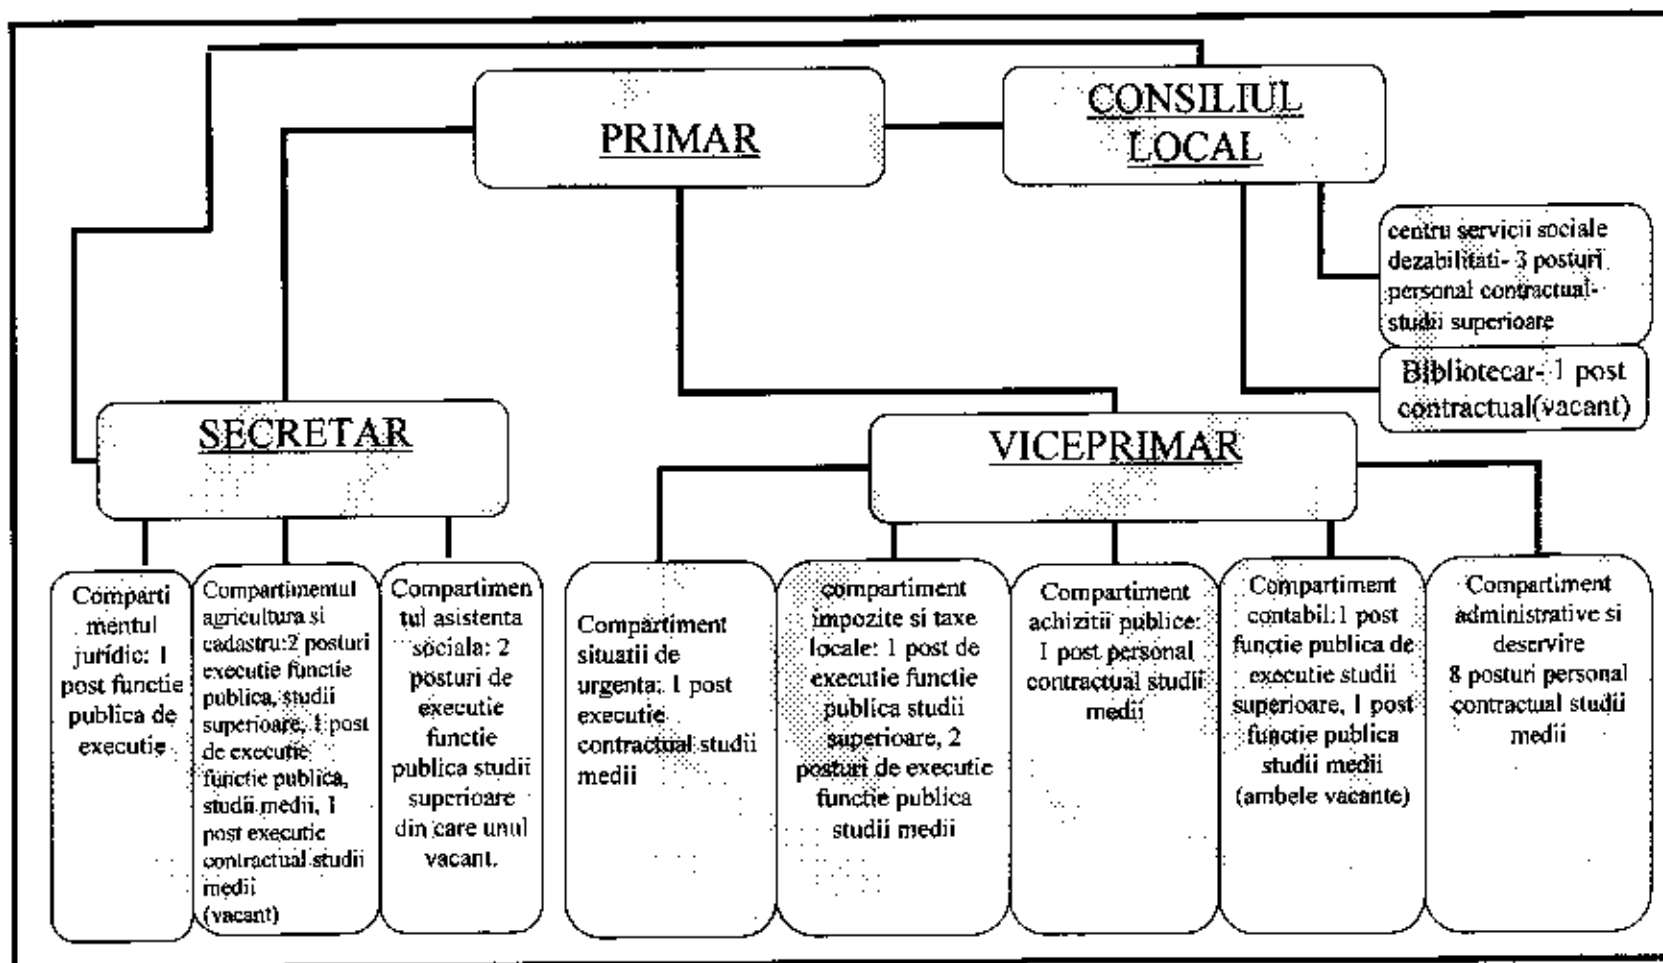 PRIMAR
CONSILIUL
LOCAL
centru servicii sociale
dezabilitati- 3 posturi
personal contractual-
studii superioare
Bibliotecar- 1 post
contractual(vacant)
SECRETAR
VICEPRIMAR
Comparti
mentul
juridic: 1
post functie
publica de
executie
Compartimentul
agricultura si
cadastru:2 posturi
executie functie
publica, studii
superioare, 1 post
de executie
functie publica,
studii medii, 1
post executie
contractual studii
medii
(vacant)
Compartimen
tul asistenta
sociala: 2
posturi de
executie
functie
publica studii
superioare
din care unul
vacant.
Compartiment
situatii de
urgenta: 1 post
executie
contractual studii
medii
compartiment
impozite si taxe
locale: 1 post de
executie functie
publica studii
superioare, 2
posturi de executie
functie publica
studii medii
Compartiment
achizitii publice:
1 post personal
contractual studii
medii
Compartiment
contabil:1 post
functie publica de
executie studii
superioare, 1 post
functie publica
studii medii
(ambele vacante)
Compartiment
administrative si
deservire
8 posturi personal
contractual studii
medii